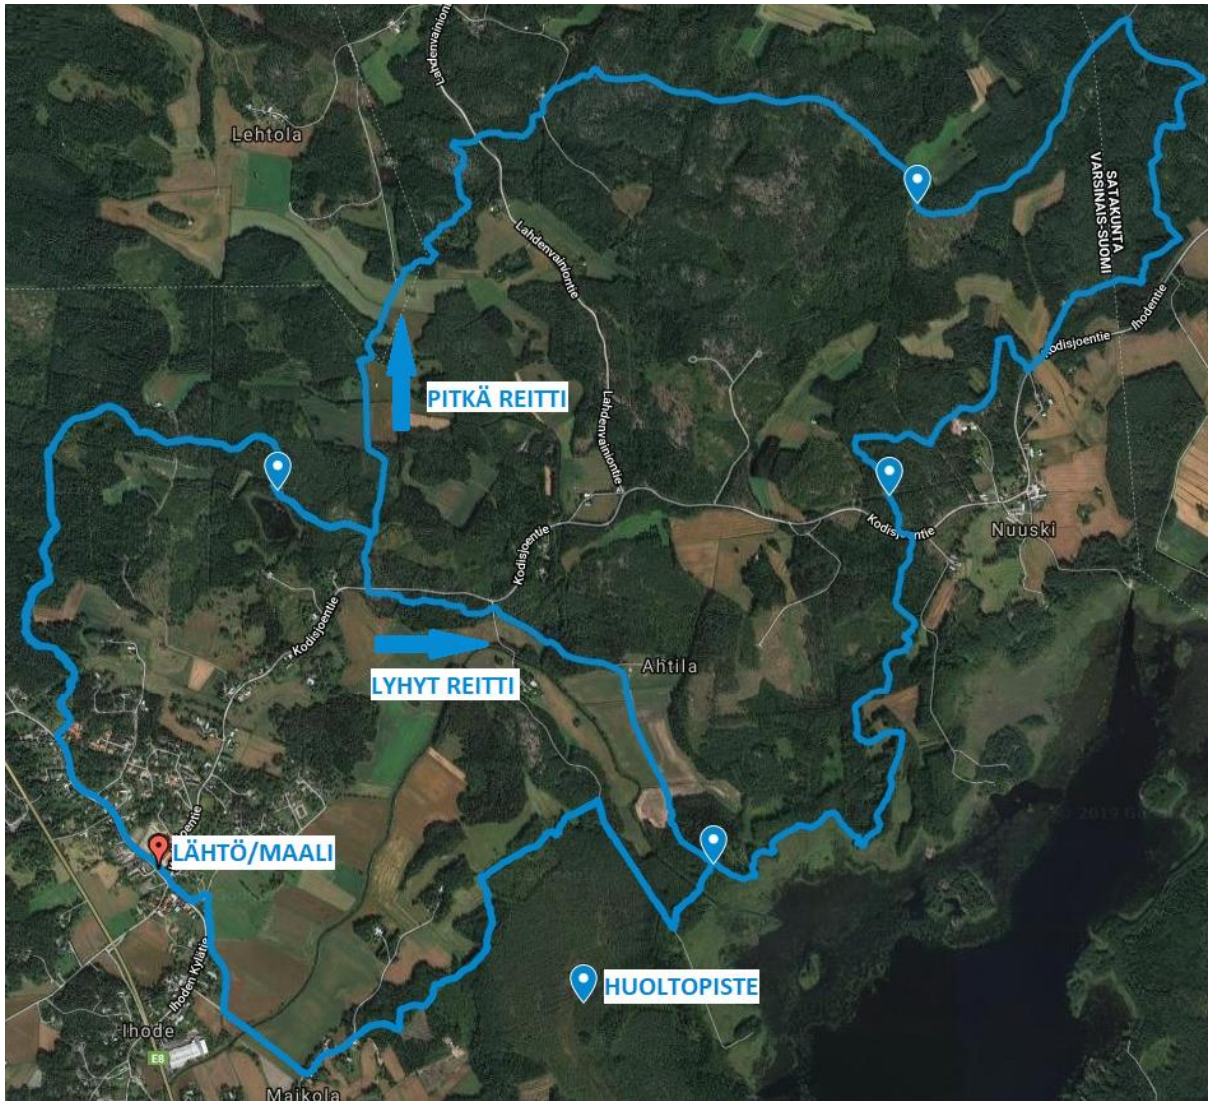 Lahdenvainiontie
Lehtola
SATAKUNTA
VARSINAIS-SUOMI
Lahdenvainiontie
Ihodentie
Kodisjoentie
PITKÄ REITTI
Lahdenvainiontie
Kodisjoentie
Nuuski
Kodisjoentie
Kodisjoentie
Ahtila
LYHYT REITTI
LÄHTÖ/MAALI
Ihoden Kylätie
HUOLTOPISTE
Ihode
E8
Maikola